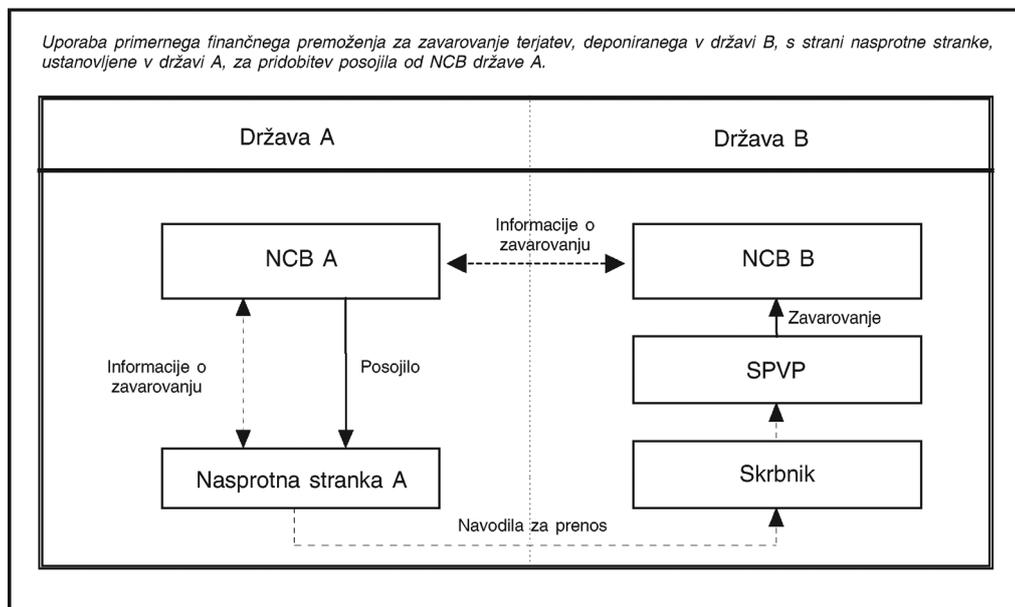 Uporaba primernega finančnega premoženja za zavarovanje terjatev, deponiranega v državi B, s strani nasprotne stranke,
ustanovljene v državi A, za pridobitev posojila od NCB države A.
Država A
Država B
Informacije o
zavarovanju
NCB A
NCB B
Zavarovanje
Informacije o
zavarovanju
Posojilo
SPVP
Nasprotna stranka A
Skrbnik
Navodila za prenos